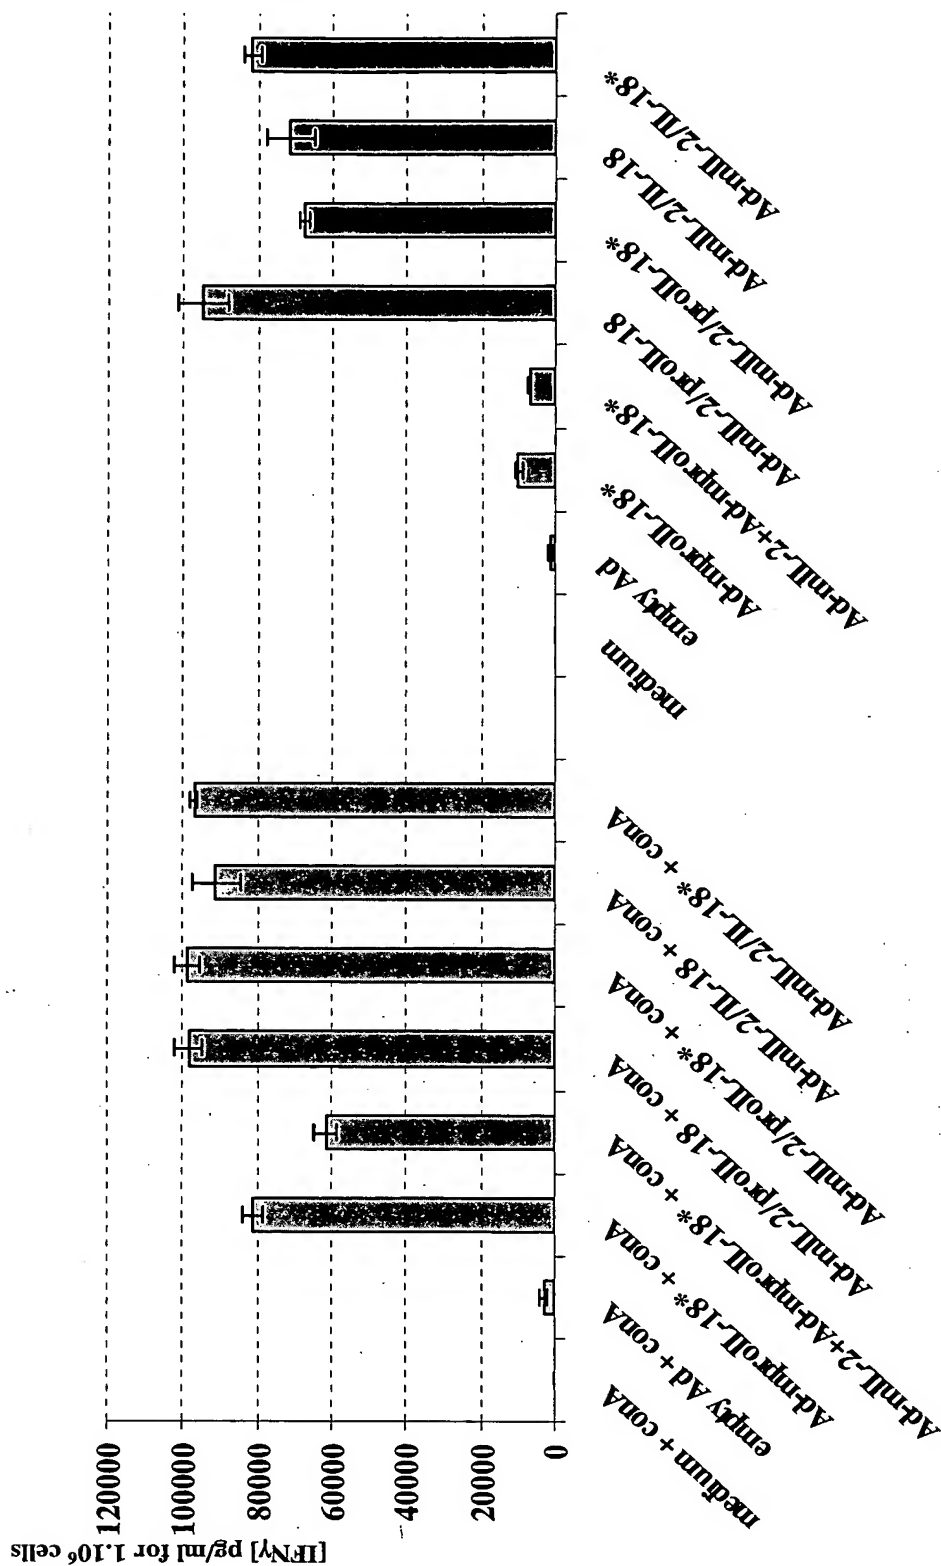 [IFNγ] pg/ml for 1.10⁶ cells
120000
100000
80000
60000
40000
20000
0
medium + conA
empty Ad + conA
Ad-mproIL-18* + conA
Ad-mIL-2+Ad-mproIL-18* + conA
Ad-mIL-2/proIL-18 + conA
Ad-mIL-2/proIL-18* + conA
Ad-mIL-2/IL-18 + conA
Ad-mIL-2/IL-18* + conA
medium
empty Ad
Ad-mproIL-18*
Ad-mIL-2+Ad-mproIL-18*
Ad-mIL-2/proIL-18
Ad-mIL-2/proIL-18*
Ad-mIL-2/IL-18
Ad-mIL-2/IL-18*